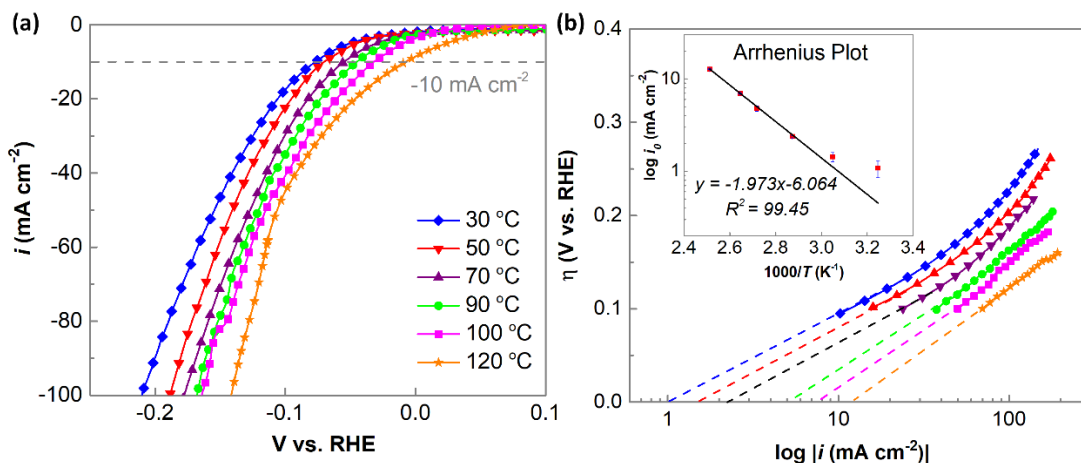 (a)
0
-20
-40
-60
-80
-100
i (mA cm⁻²)
-10 mA cm⁻²
30 °C
50 °C
70 °C
90 °C
100 °C
120 °C
-0.2
-0.1
0.0
0.1
V vs. RHE
(b)
0.4
0.3
0.2
0.1
0.0
η (V vs. RHE)
Arrhenius Plot
10
1
log i₀ (mA cm⁻²)
y = -1.973x-6.064
R² = 99.45
2.4
2.6
2.8
3.0
3.2
3.4
1000/T (K⁻¹)
1
10
100
log |i (mA cm⁻²)|